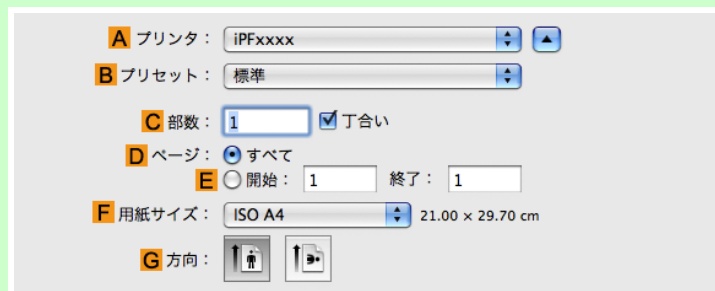 A プリンタ： iPFxxxx
B プリセット： 標準
C 部数： 1 丁合い
D ページ： すべて
E 開始： 1 終了： 1
F 用紙サイズ： ISO A4 21.00 × 29.70 cm
G 方向：